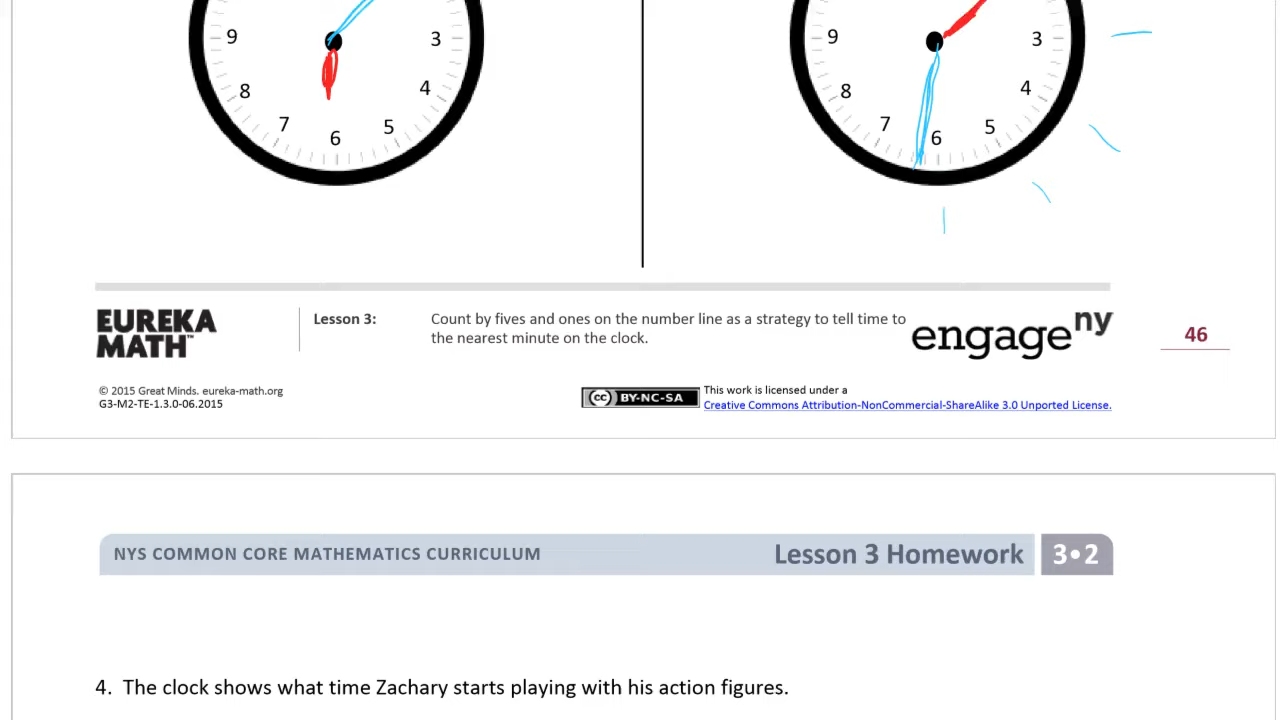 9
3
8
4
7
5
6
9
3
8
4
7
5
6
EUREKA
MATH™
Lesson 3:
Count by fives and ones on the number line as a strategy to tell time to
the nearest minute on the clock.
engage ny
46
© 2015 Great Minds. eureka-math.org
G3-M2-TE-1.3.0-06.2015
cc BY-NC-SA
This work is licensed under a
Creative Commons Attribution-NonCommercial-ShareAlike 3.0 Unported License.
NYS COMMON CORE MATHEMATICS CURRICULUM
Lesson 3 Homework
3•2
4. The clock shows what time Zachary starts playing with his action figures.